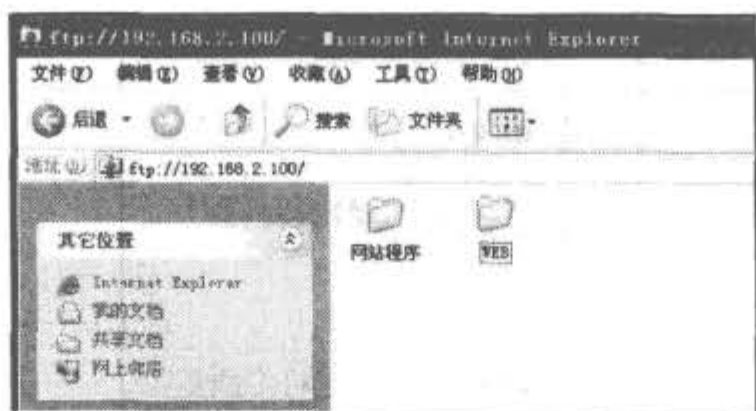 ftp://192.168.2.100/ - Microsoft Internet Explorer
文件(F) 编辑(E) 查看(V) 收藏(A) 工具(T) 帮助(H)
后退 搜索 文件夹
地址(D) ftp://192.168.2.100/
其它位置
Internet Explorer
我的文档
共享文档
网上邻居
网站程序 WEB